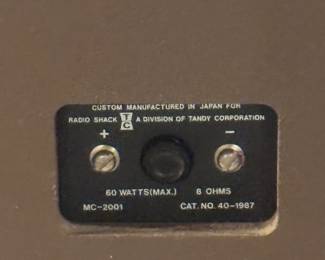 CUSTOM MANUFACTURED IN JAPAN FOR
RADIO SHACK TC A DIVISION OF TANDY CORPORATION
+ −
60 WATTS(MAX.) 8 OHMS
MC-2001 CAT. NO. 40-1987